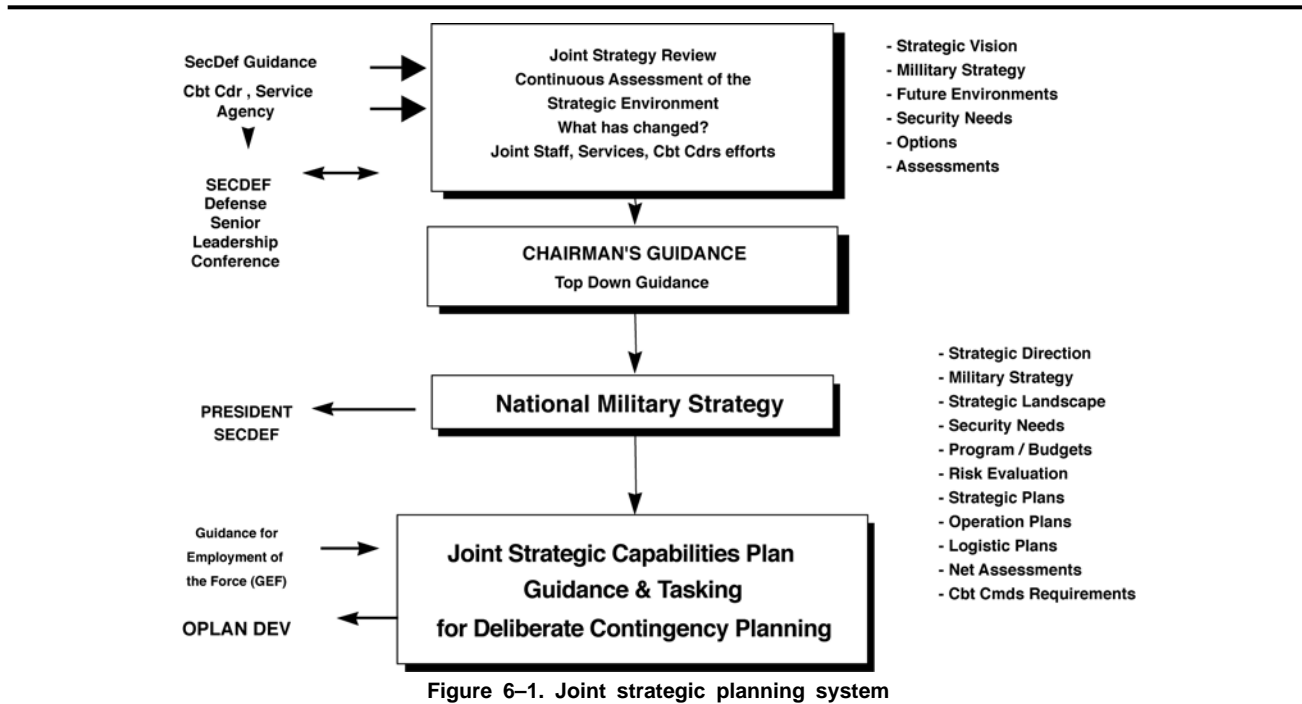 SecDef Guidance
Cbt Cdr , Service
Agency
SECDEF
Defense
Senior
Leadership
Conference
Joint Strategy Review
Continuous Assessment of the
Strategic Environment
What has changed?
Joint Staff, Services, Cbt Cdrs efforts
- Strategic Vision
- Millitary Strategy
- Future Environments
- Security Needs
- Options
- Assessments
CHAIRMAN'S GUIDANCE
Top Down Guidance
National Military Strategy
PRESIDENT
SECDEF
- Strategic Direction
- Military Strategy
- Strategic Landscape
- Security Needs
- Program / Budgets
- Risk Evaluation
- Strategic Plans
- Operation Plans
- Logistic Plans
- Net Assessments
- Cbt Cmds Requirements
Guidance for
Employment of
the Force (GEF)
OPLAN DEV
Joint Strategic Capabilities Plan
Guidance & Tasking
for Deliberate Contingency Planning
Figure 6–1. Joint strategic planning system